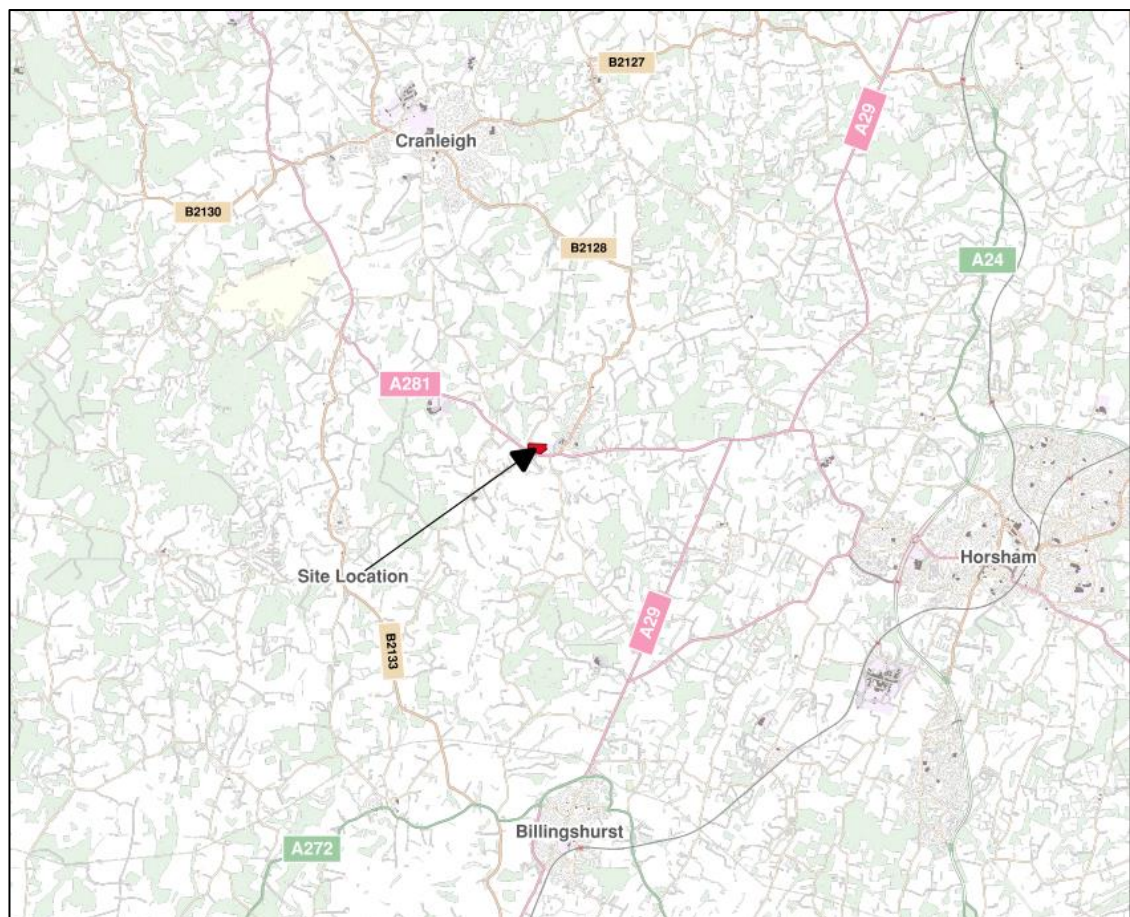 B2127
A29
Cranleigh
B2130
B2128
A24
A281
Horsham
Site Location
A29
B2133
Billingshurst
A272